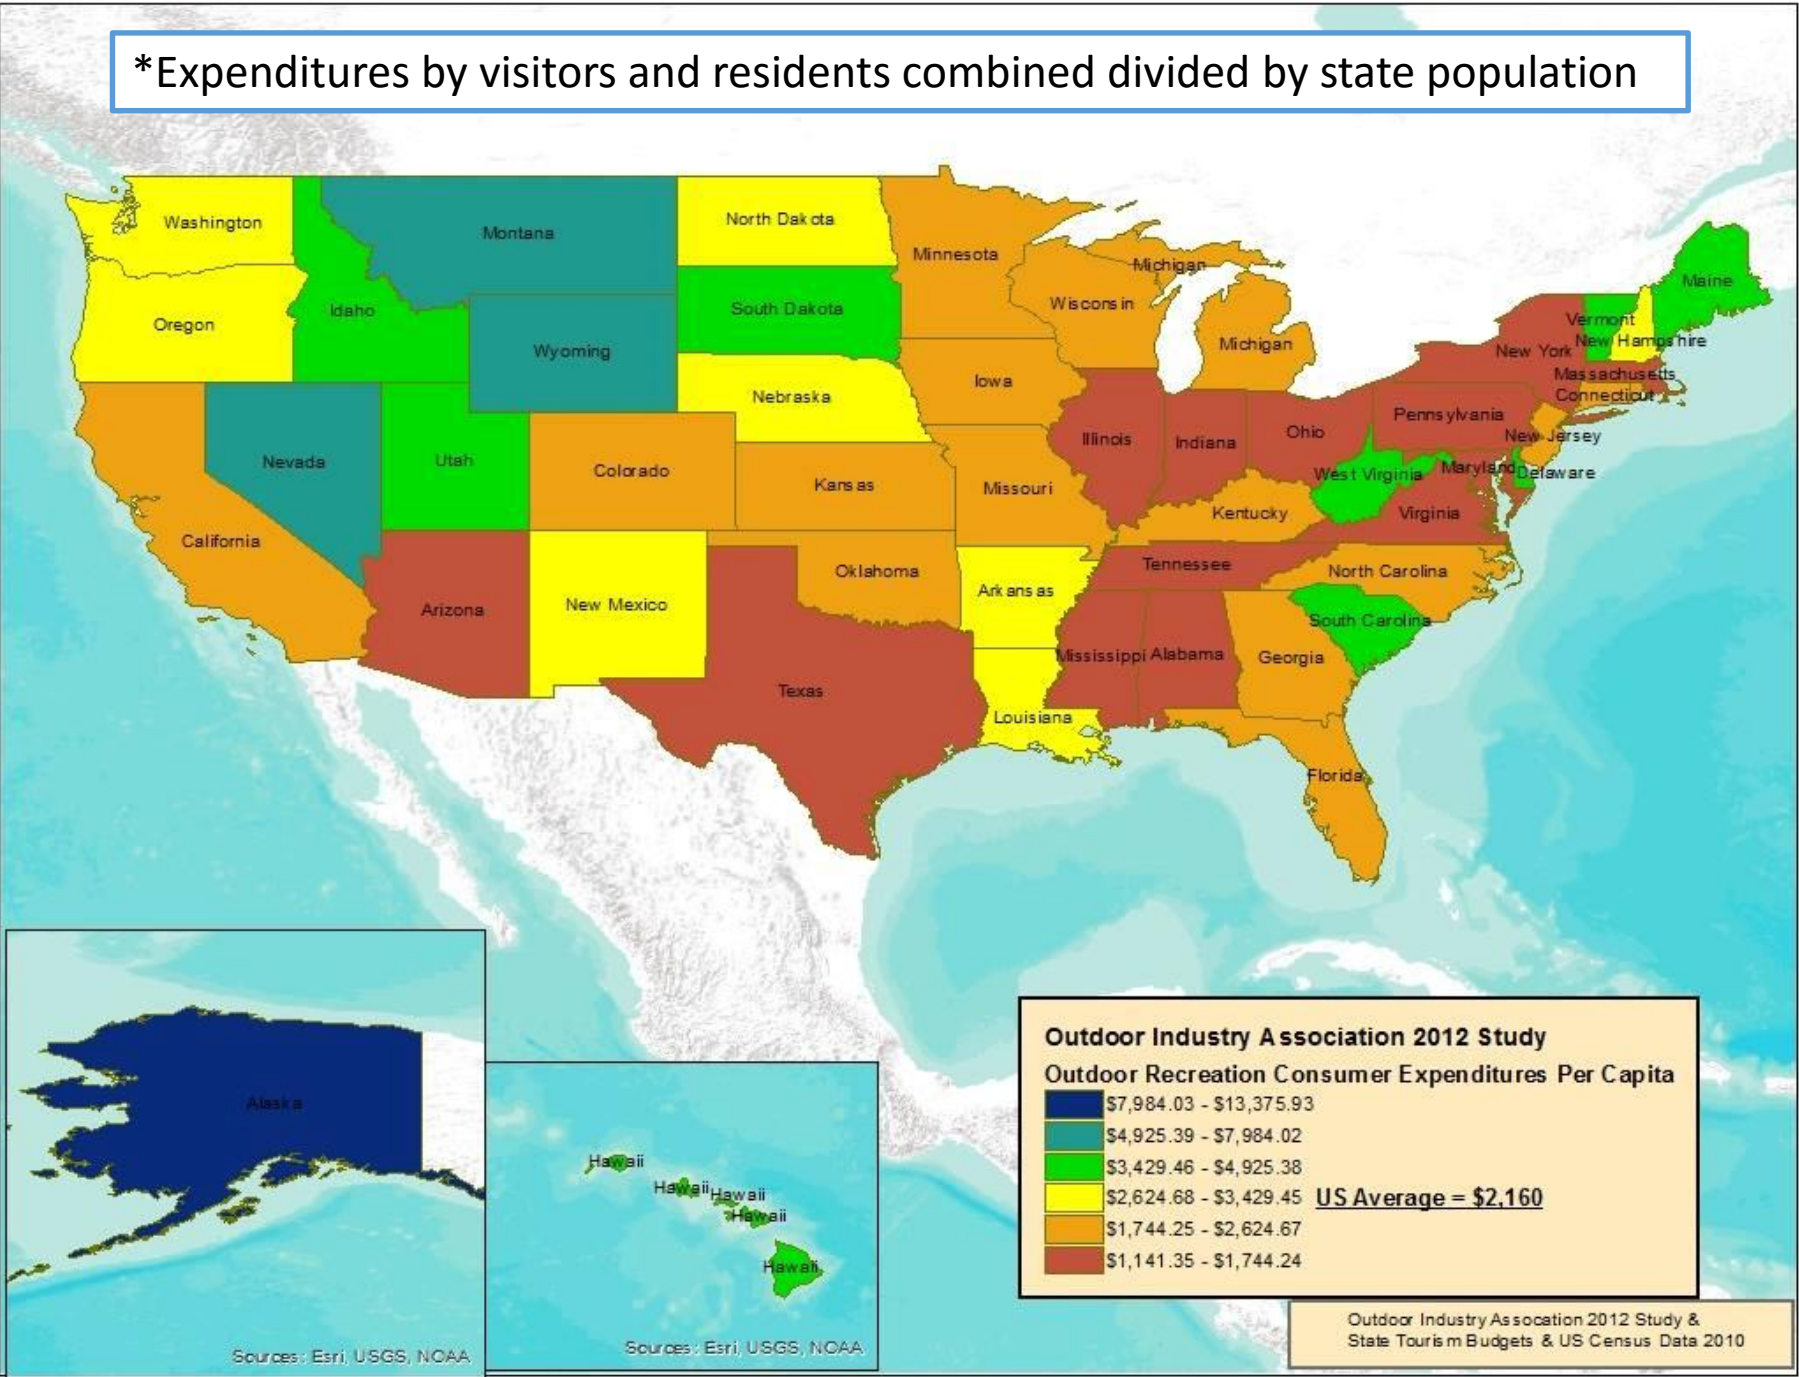 *Expenditures by visitors and residents combined divided by state population
Washington
Montana
North Dakota
Minnesota
Michigan
Maine
Oregon
Idaho
South Dakota
Wisconsin
Wyoming
Michigan
Vermont
New Hampshire
New York
Massachusetts
Connecticut
Iowa
Nebraska
Pennsylvania
New Jersey
Illinois
Indiana
Ohio
Nevada
Utah
Colorado
Kansas
Missouri
West Virginia
Maryland
Delaware
Kentucky
Virginia
California
Oklahoma
Tennessee
North Carolina
Arizona
New Mexico
Arkansas
South Carolina
Mississippi
Alabama
Georgia
Texas
Louisiana
Florida
Alaska
Sources: Esri, USGS, NOAA
Hawaii
Hawaii
Hawaii
Hawaii
Hawaii
Sources: Esri, USGS, NOAA
Outdoor Industry Association 2012 Study
Outdoor Recreation Consumer Expenditures Per Capita
$7,984.03 - $13,375.93
$4,925.39 - $7,984.02
$3,429.46 - $4,925.38
$2,624.68 - $3,429.45 US Average = $2,160
$1,744.25 - $2,624.67
$1,141.35 - $1,744.24
Outdoor Industry Assocation 2012 Study &
State Tourism Budgets & US Census Data 2010